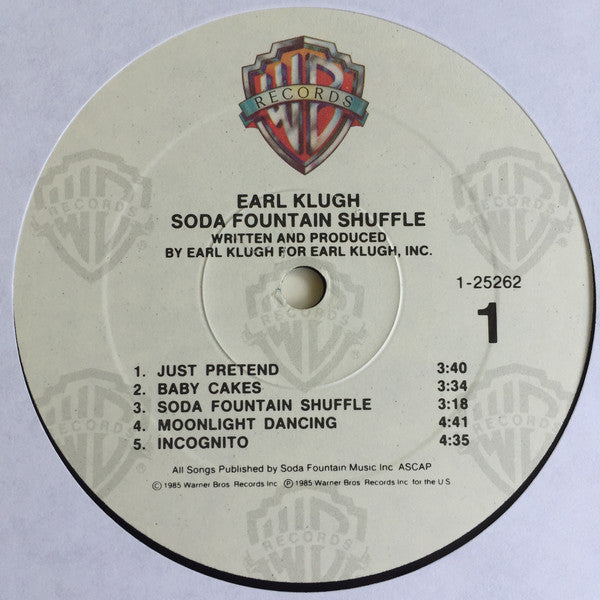 WB
RECORDS
EARL KLUGH
SODA FOUNTAIN SHUFFLE
WRITTEN AND PRODUCED
BY EARL KLUGH FOR EARL KLUGH, INC.
1-25262
1
1. JUST PRETEND 3:40
2. BABY CAKES 3:34
3. SODA FOUNTAIN SHUFFLE 3:18
4. MOONLIGHT DANCING 4:41
5. INCOGNITO 4:35
All Songs Published by Soda Fountain Music Inc ASCAP
© 1985 Warner Bros Records Inc ℗ 1985 Warner Bros Records Inc for the U S